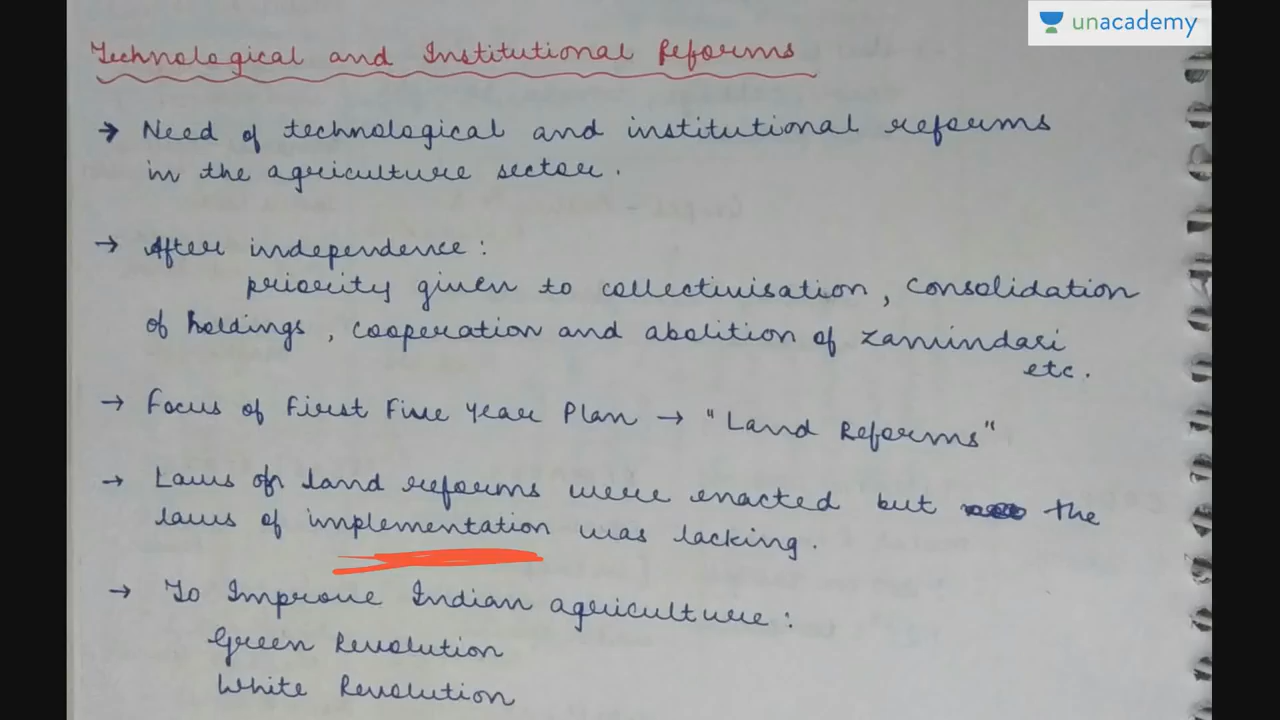 unacademy
Technological and Institutional Reforms
→ Need of technological and institutional reforms
in the agriculture sector.
→ After independence:
priority given to collectivisation, consolidation
of holdings, cooperation and abolition of zamindari
etc.
→ Focus of First Five Year Plan → "Land Reforms"
→ Laws of land reforms were enacted but the
laws of implementation was lacking.
→ To Improve Indian agriculture:
Green Revolution
White Revolution